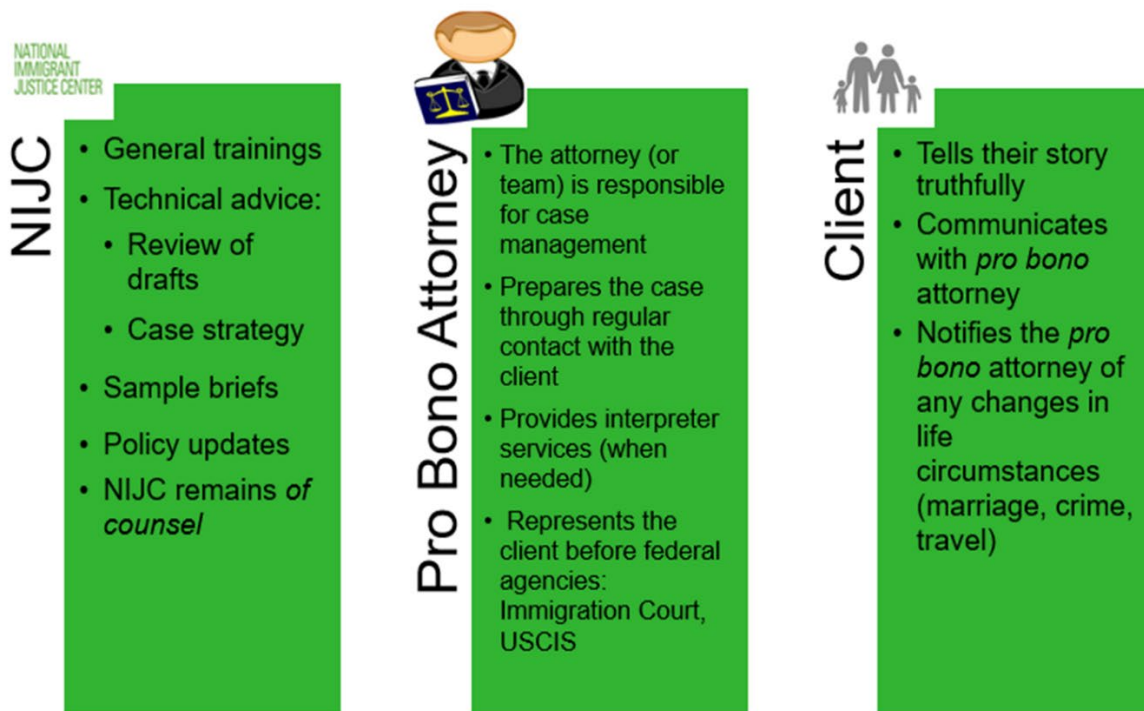 NATIONAL
IMMIGRANT
JUSTICE CENTER
NIJC
• General trainings
• Technical advice:
• Review of
drafts
• Case strategy
• Sample briefs
• Policy updates
• NIJC remains of
counsel
Pro Bono Attorney
• The attorney (or
team) is responsible
for case
management
• Prepares the case
through regular
contact with the
client
• Provides interpreter
services (when
needed)
• Represents the
client before federal
agencies:
Immigration Court,
USCIS
Client
• Tells their story
truthfully
• Communicates
with pro bono
attorney
• Notifies the pro
bono attorney of
any changes in
life
circumstances
(marriage, crime,
travel)